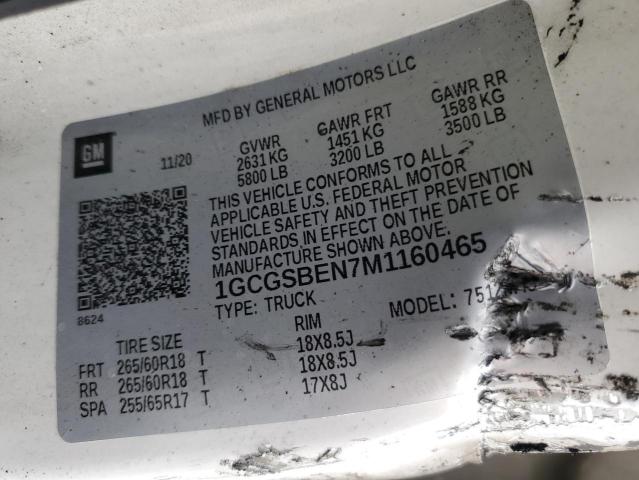 MFD BY GENERAL MOTORS LLC
GM
11/20
GVWR GAWR FRT GAWR RR
2631 KG 1451 KG 1588 KG
5800 LB 3200 LB 3500 LB
THIS VEHICLE CONFORMS TO ALL
APPLICABLE U.S. FEDERAL MOTOR
VEHICLE SAFETY AND THEFT PREVENTION
STANDARDS IN EFFECT ON THE DATE OF
MANUFACTURE SHOWN ABOVE.
1GCGSBEN7M1160465
TYPE: TRUCK MODEL:
8624
TIRE SIZE RIM
FRT 265/60R18 T 18X8.5J
RR 265/60R18 T 18X8.5J
SPA 255/65R17 T 17X8J